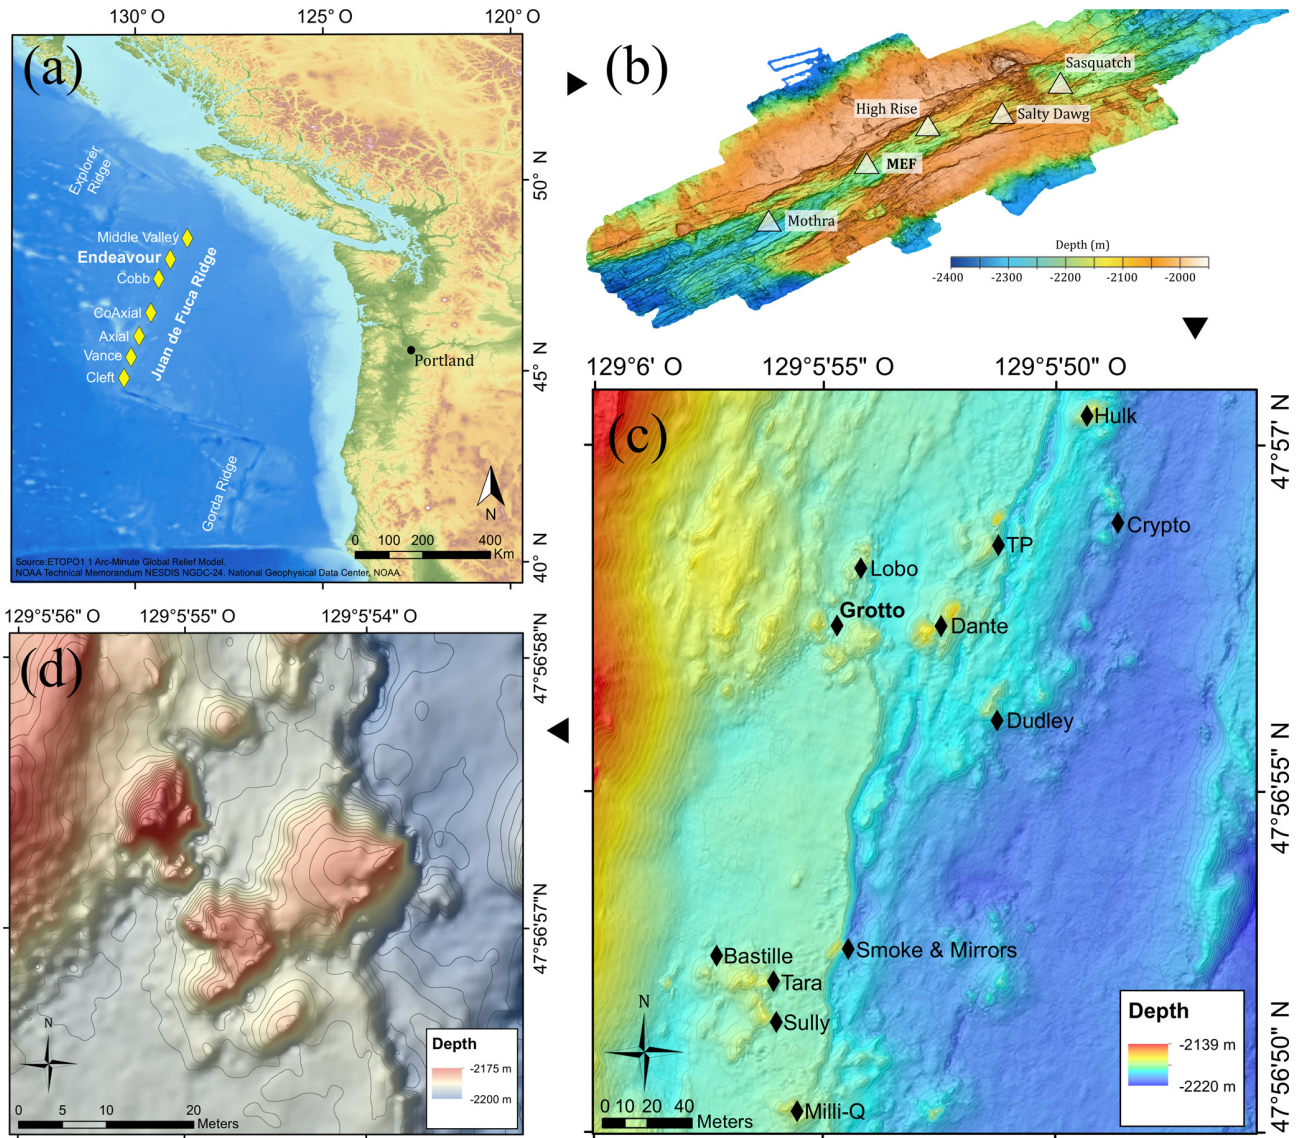 130° O
125° O
120° O
(a)
50° N
45° N
40° N
Explorer
Ridge
Middle Valley
Endeavour
Cobb
CoAxial
Axial
Vance
Cleft
Juan de Fuca Ridge
Gorda Ridge
Portland
N
0 100 200 400
Km
Source:ETOPO1 1 Arc-Minute Global Relief Model.
NOAA Technical Memorandum NESDIS NGDC-24. National Geophysical Data Center, NOAA.
(b)
Sasquatch
High Rise
Salty Dawg
MEF
Mothra
Depth (m)
-2400 -2300 -2200 -2100 -2000
129°6' O
129°5'55" O
129°5'50" O
(c)
47°57' N
47°56'55" N
47°56'50" N
Hulk
Crypto
TP
Lobo
Grotto
Dante
Dudley
Bastille
Smoke & Mirrors
Tara
Sully
Milli-Q
N
0 10 20 40
Meters
Depth
-2139 m
-2220 m
129°5'56" O
129°5'55" O
129°5'54" O
(d)
47°56'58"N
47°56'57"N
N
0 5 10 20
Meters
Depth
-2175 m
-2200 m